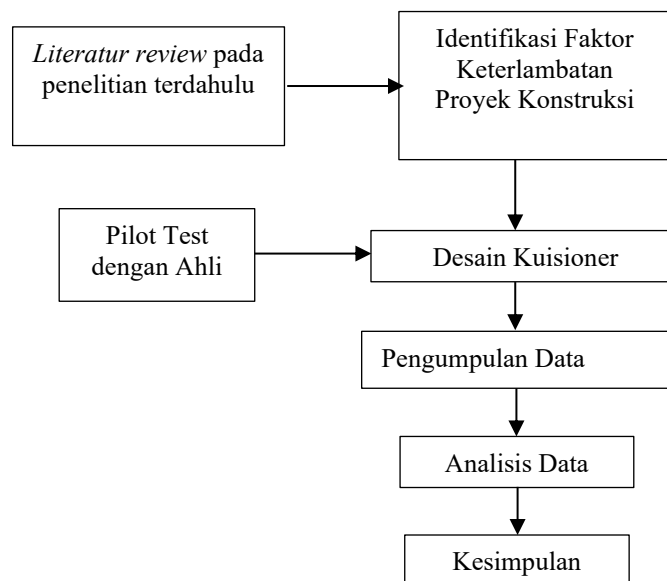 Literatur review pada
penelitian terdahulu
Identifikasi Faktor
Keterlambatan
Proyek Konstruksi
Pilot Test
dengan Ahli
Desain Kuisioner
Pengumpulan Data
Analisis Data
Kesimpulan